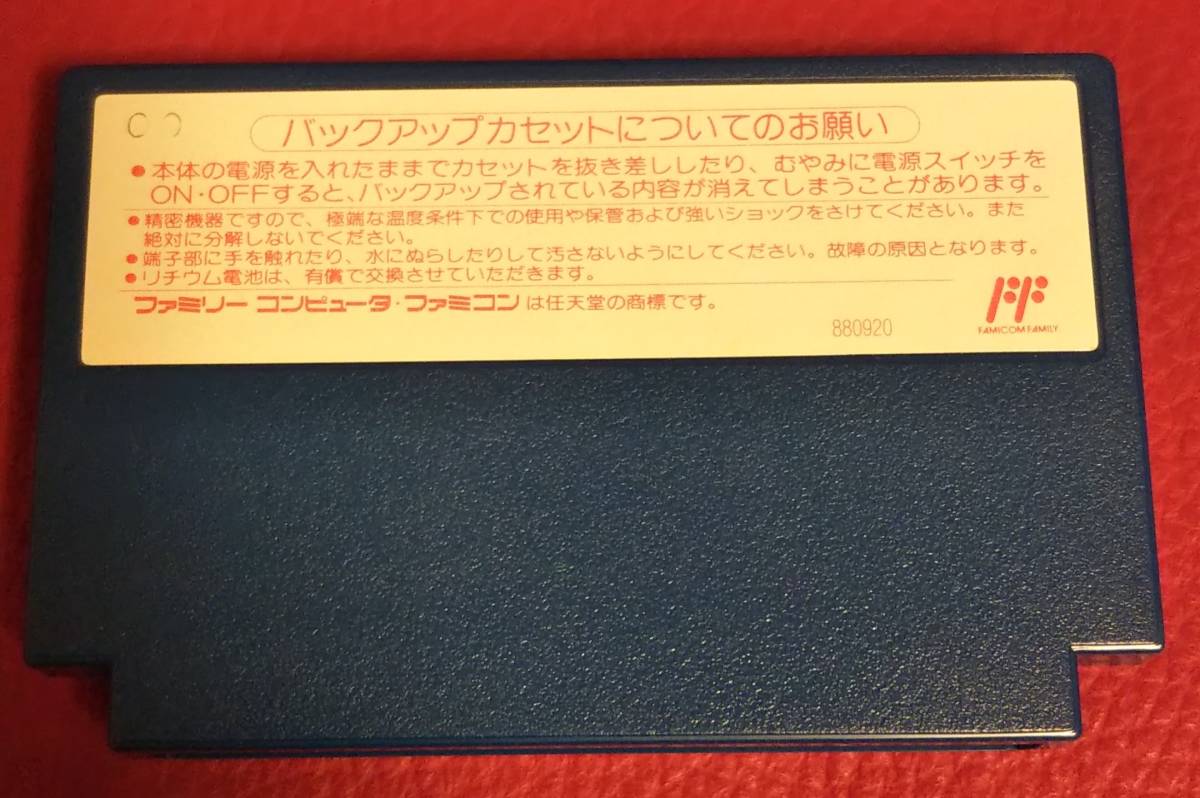 バックアップカセットについてのお願い
●本体の電源を入れたままでカセットを抜き差ししたり、むやみに電源スイッチを
ON・OFFすると、バックアップされている内容が消えてしまうことがあります。
●精密機器ですので、極端な温度条件下での使用や保管および強いショックをさけてください。また
絶対に分解しないでください。
●端子部に手を触れたり、水にぬらしたりして汚さないようにしてください。故障の原因となります。
●リチウム電池は、有償で交換させていただきます。
ファミリー コンピュータ・ファミコンは任天堂の商標です。
880920
FF
FAMICOM FAMILY